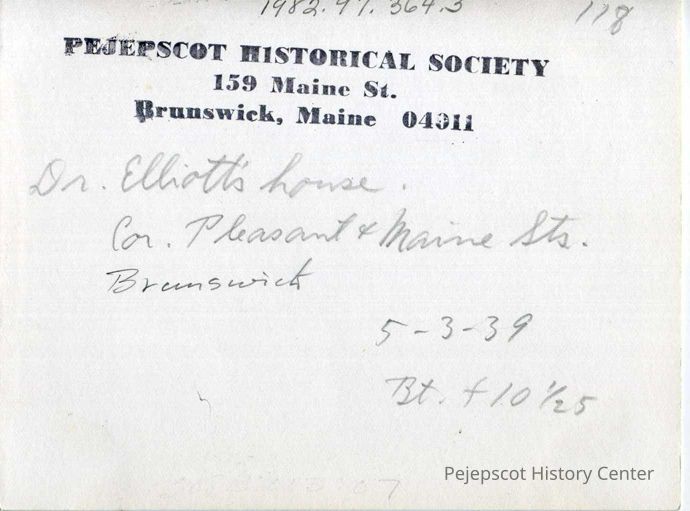 1982.97.364.3 118
PEJEPSCOT HISTORICAL SOCIETY
159 Maine St.
Brunswick, Maine 04011
Dr. Elliott's house.
Cor. Pleasant & Maine Sts.
Brunswick
5-3-39
Bt. f 10 1/25
Pejepscot History Center